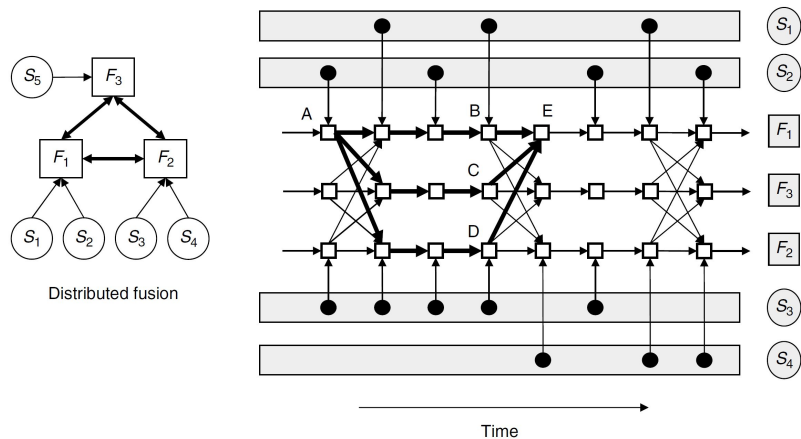 S5
F3
F1
F2
S1
S2
S3
S4
Distributed fusion
S1
S2
A
B
E
F1
C
F3
D
F2
S3
S4
Time